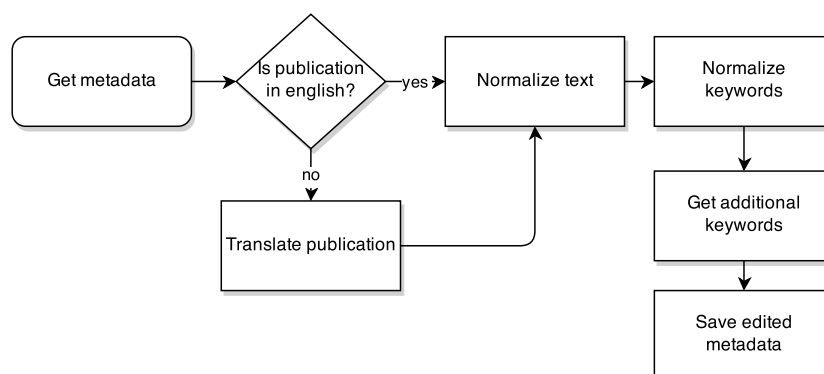 Get metadata
Is publication
in english?
yes
Normalize text
Normalize
keywords
no
Translate publication
Get additional
keywords
Save edited
metadata